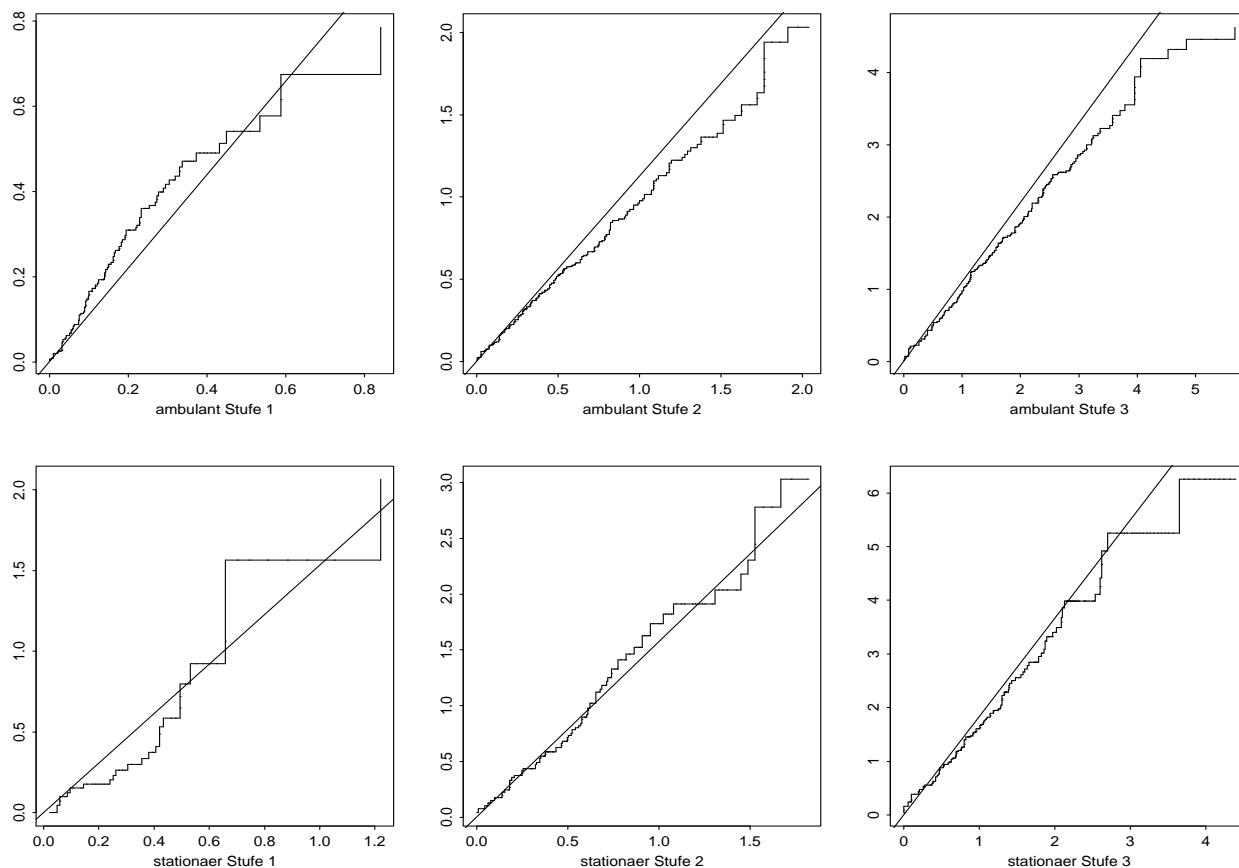 0.8
0.6
0.4
0.2
0.0
0.0 0.2 0.4 0.6 0.8
ambulant Stufe 1
2.0
1.5
1.0
0.5
0.0
0.0 0.5 1.0 1.5 2.0
ambulant Stufe 2
4
3
2
1
0
0 1 2 3 4 5
ambulant Stufe 3
2.0
1.5
1.0
0.5
0.0
0.0 0.2 0.4 0.6 0.8 1.0 1.2
stationaer Stufe 1
3.0
2.5
2.0
1.5
1.0
0.5
0.0
0.0 0.5 1.0 1.5
stationaer Stufe 2
6
5
4
3
2
1
0
0 1 2 3 4
stationaer Stufe 3